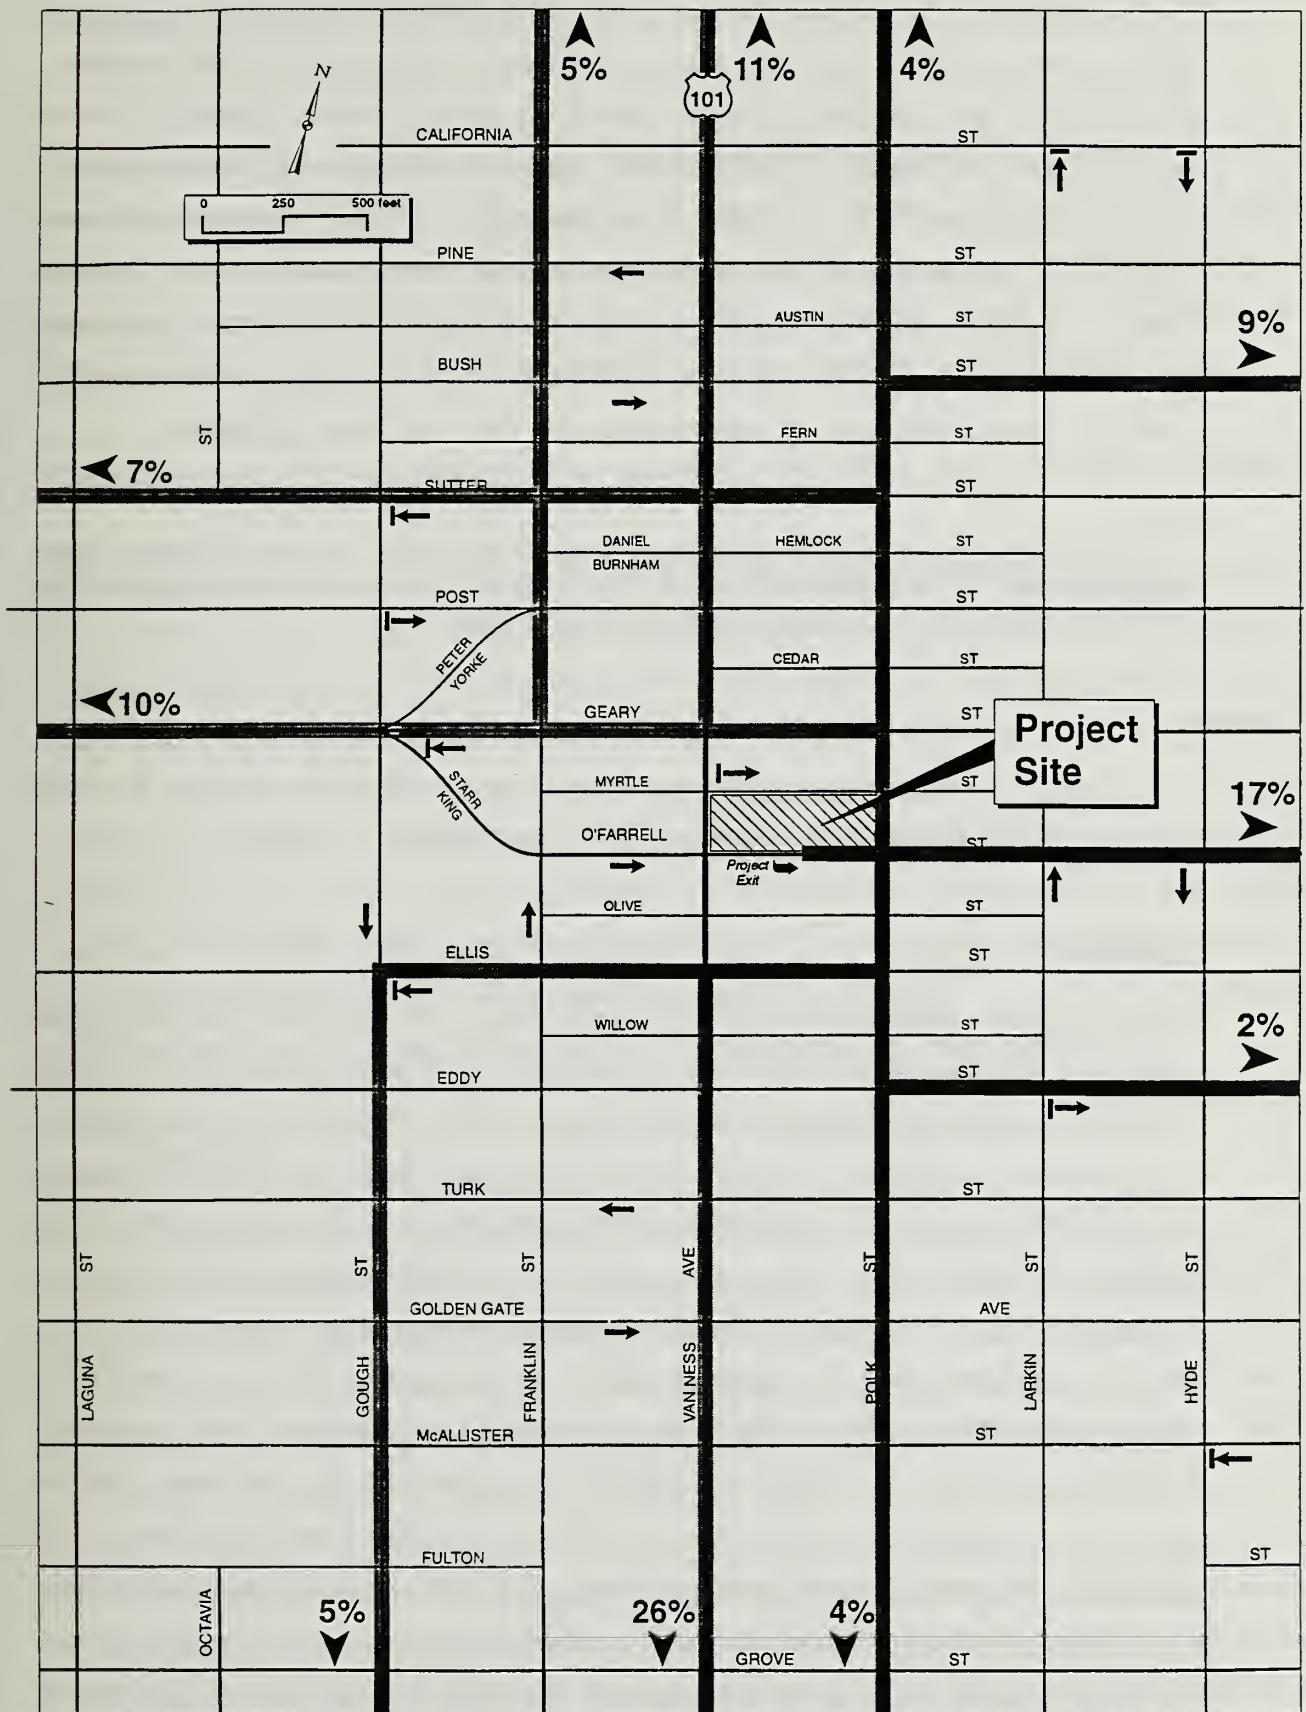 5%
11%
4%
N
101
CALIFORNIA
ST
0 250 500 feet
PINE
ST
AUSTIN
ST
9%
BUSH
ST
ST
FERN
ST
7%
SUTTER
ST
DANIEL
BURNHAM
HEMLOCK
ST
POST
ST
PETER
YORKE
CEDAR
ST
10%
GEARY
ST
Project
Site
STARR
KING
MYRTLE
ST
17%
O'FARRELL
ST
Project
Exit
OLIVE
ST
ELLIS
ST
WILLOW
ST
2%
EDDY
ST
TURK
ST
ST
ST
ST
AVE
ST
ST
ST
GOLDEN GATE
AVE
LAGUNA
GOUGH
FRANKLIN
VAN NESS
POLK
LARKIN
HYDE
McALLISTER
ST
FULTON
ST
OCTAVIA
5%
26%
4%
GROVE
ST